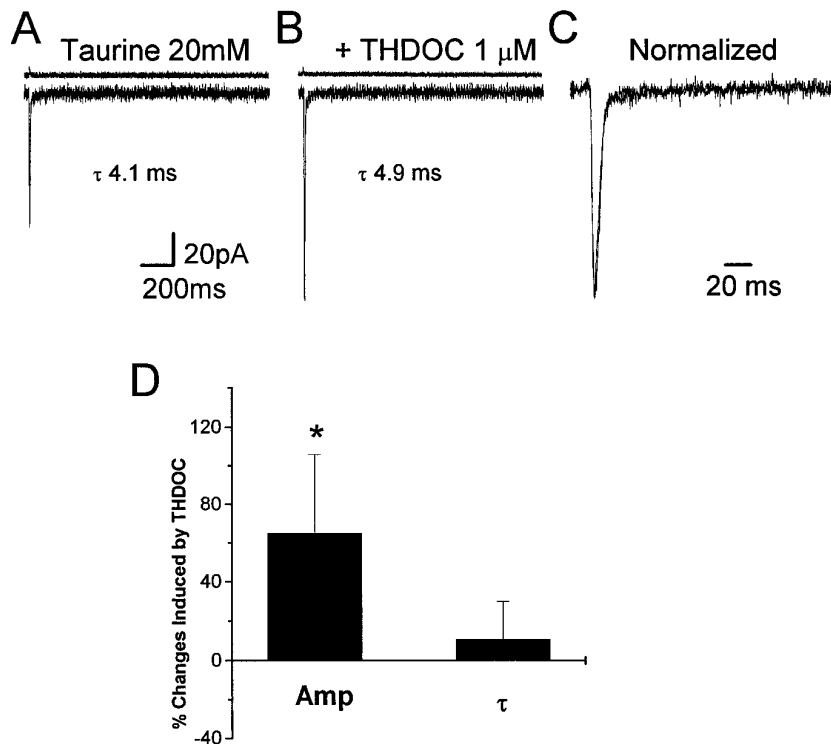 A
Taurine 20mM
B
+ THDOC 1 μM
C
Normalized
τ 4.1 ms
τ 4.9 ms
20pA
200ms
20 ms
D
*
% Changes Induced by THDOC
120
80
40
0
-40
Amp
τ